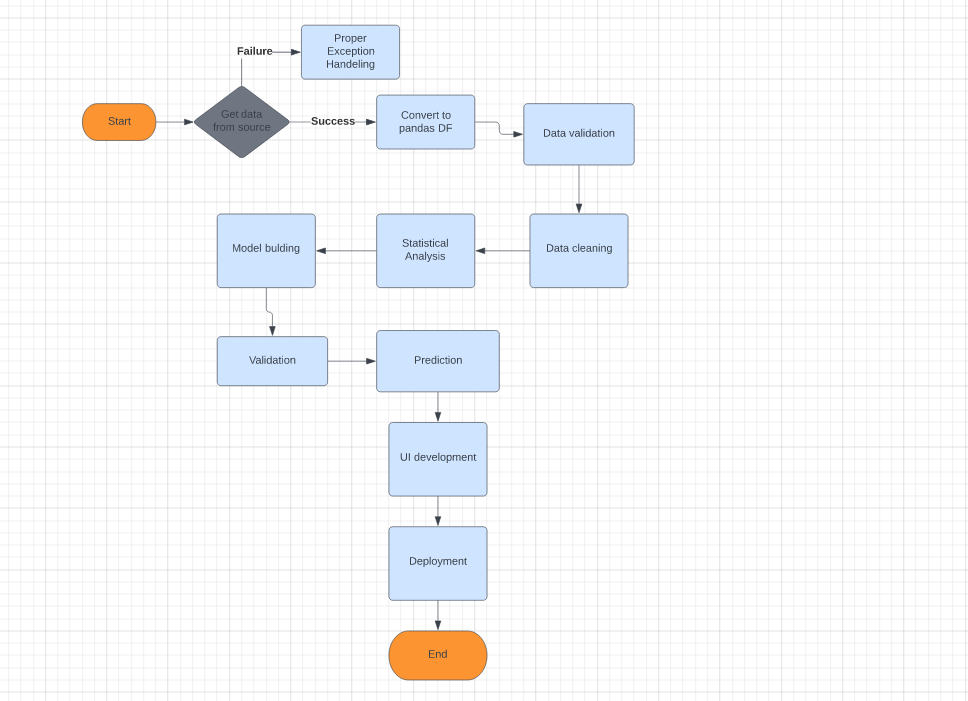 Proper
Exception
Handeling
Failure
Start
Get data
from source
Success
Convert to
pandas DF
Data validation
Model bulding
Statistical
Analysis
Data cleaning
Validation
Prediction
UI development
Deployment
End